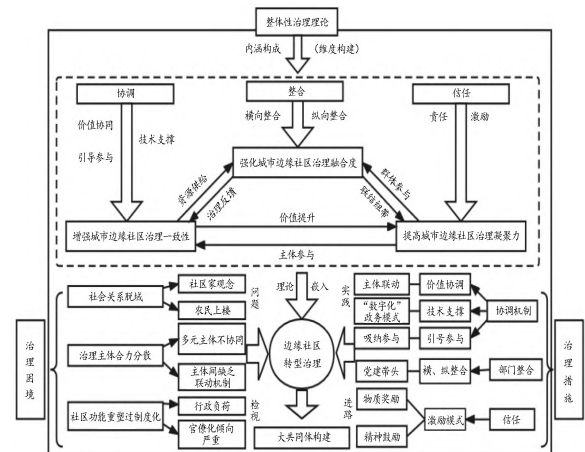 整体性治理理论
内涵构成 (维度构建)
协调
整合
信任
价值协同 技术支撑
引导参与
横向整合 纵向整合
责任 激励
强化城市边缘社区治理融合度
资源供给
治理反馈
群体参与
联结纽带
价值提升
增强城市边缘社区治理一致性
提高城市边缘社区治理凝聚力
主体参与
治理困境
社会关系脱域
社区家观念
农民上楼
治理主体合力分散
多元主体不协同
主体间缺乏
联动机制
社区功能重塑过制度化
行政负荷
官僚化倾向
严重
问题
检视
理论 嵌入
边缘社区
转型治理
大共同体构建
实践
进路
主体联动
价值协调
“数字化”
政务模式
技术支撑
协调机制
吸纳参与
引号参与
党建带头
横、纵整合
部门整合
物质奖励
精神鼓励
激励模式
信任
治理措施